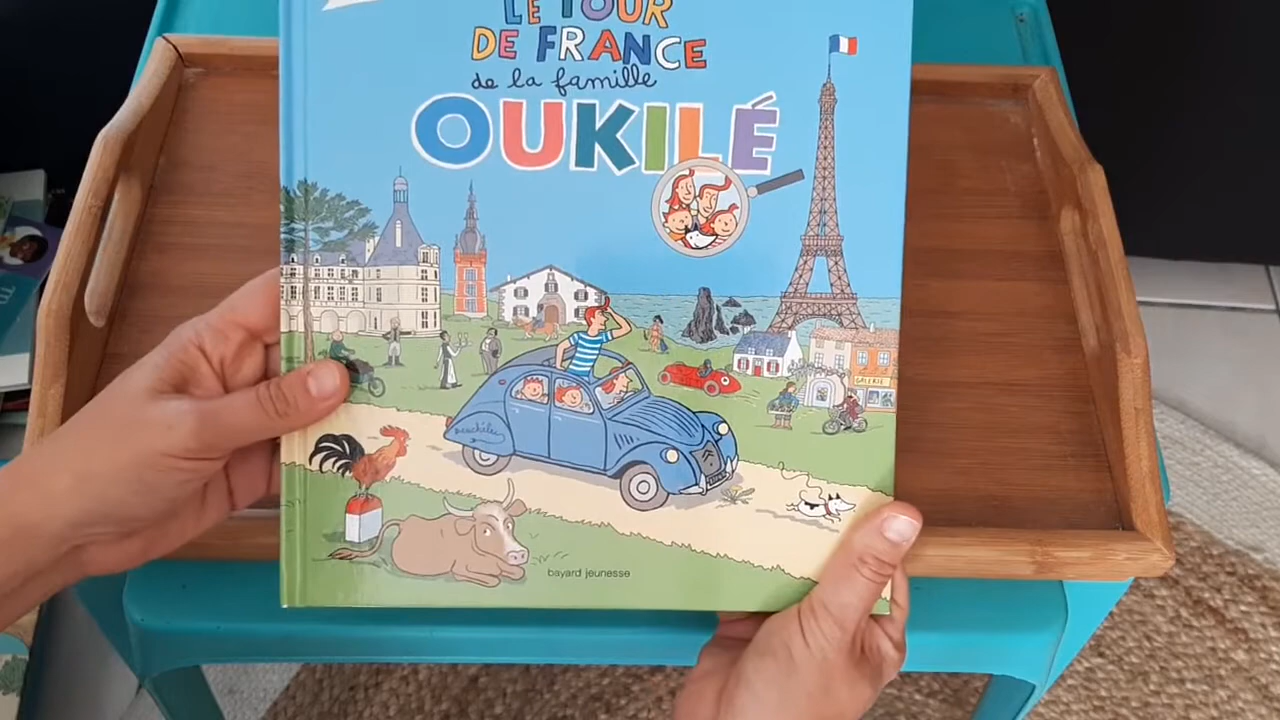 LE TOUR
DE FRANCE
de la famille
OUKILÉ
GALERIE
bayard jeunesse